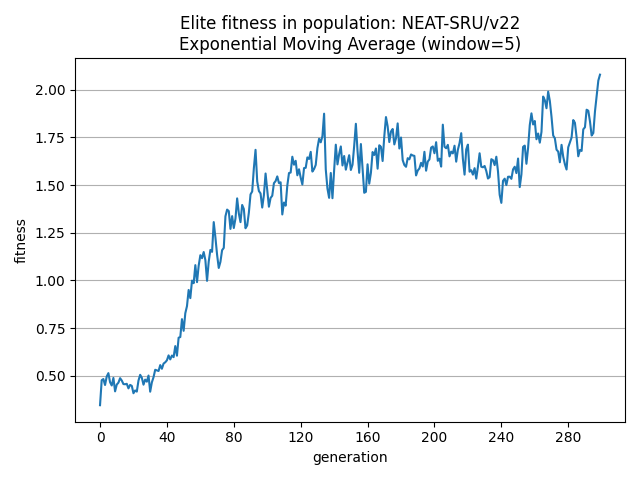 Elite fitness in population: NEAT-SRU/v22
Exponential Moving Average (window=5)
fitness
2.00
1.75
1.50
1.25
1.00
0.75
0.50
0 40 80 120 160 200 240 280
generation